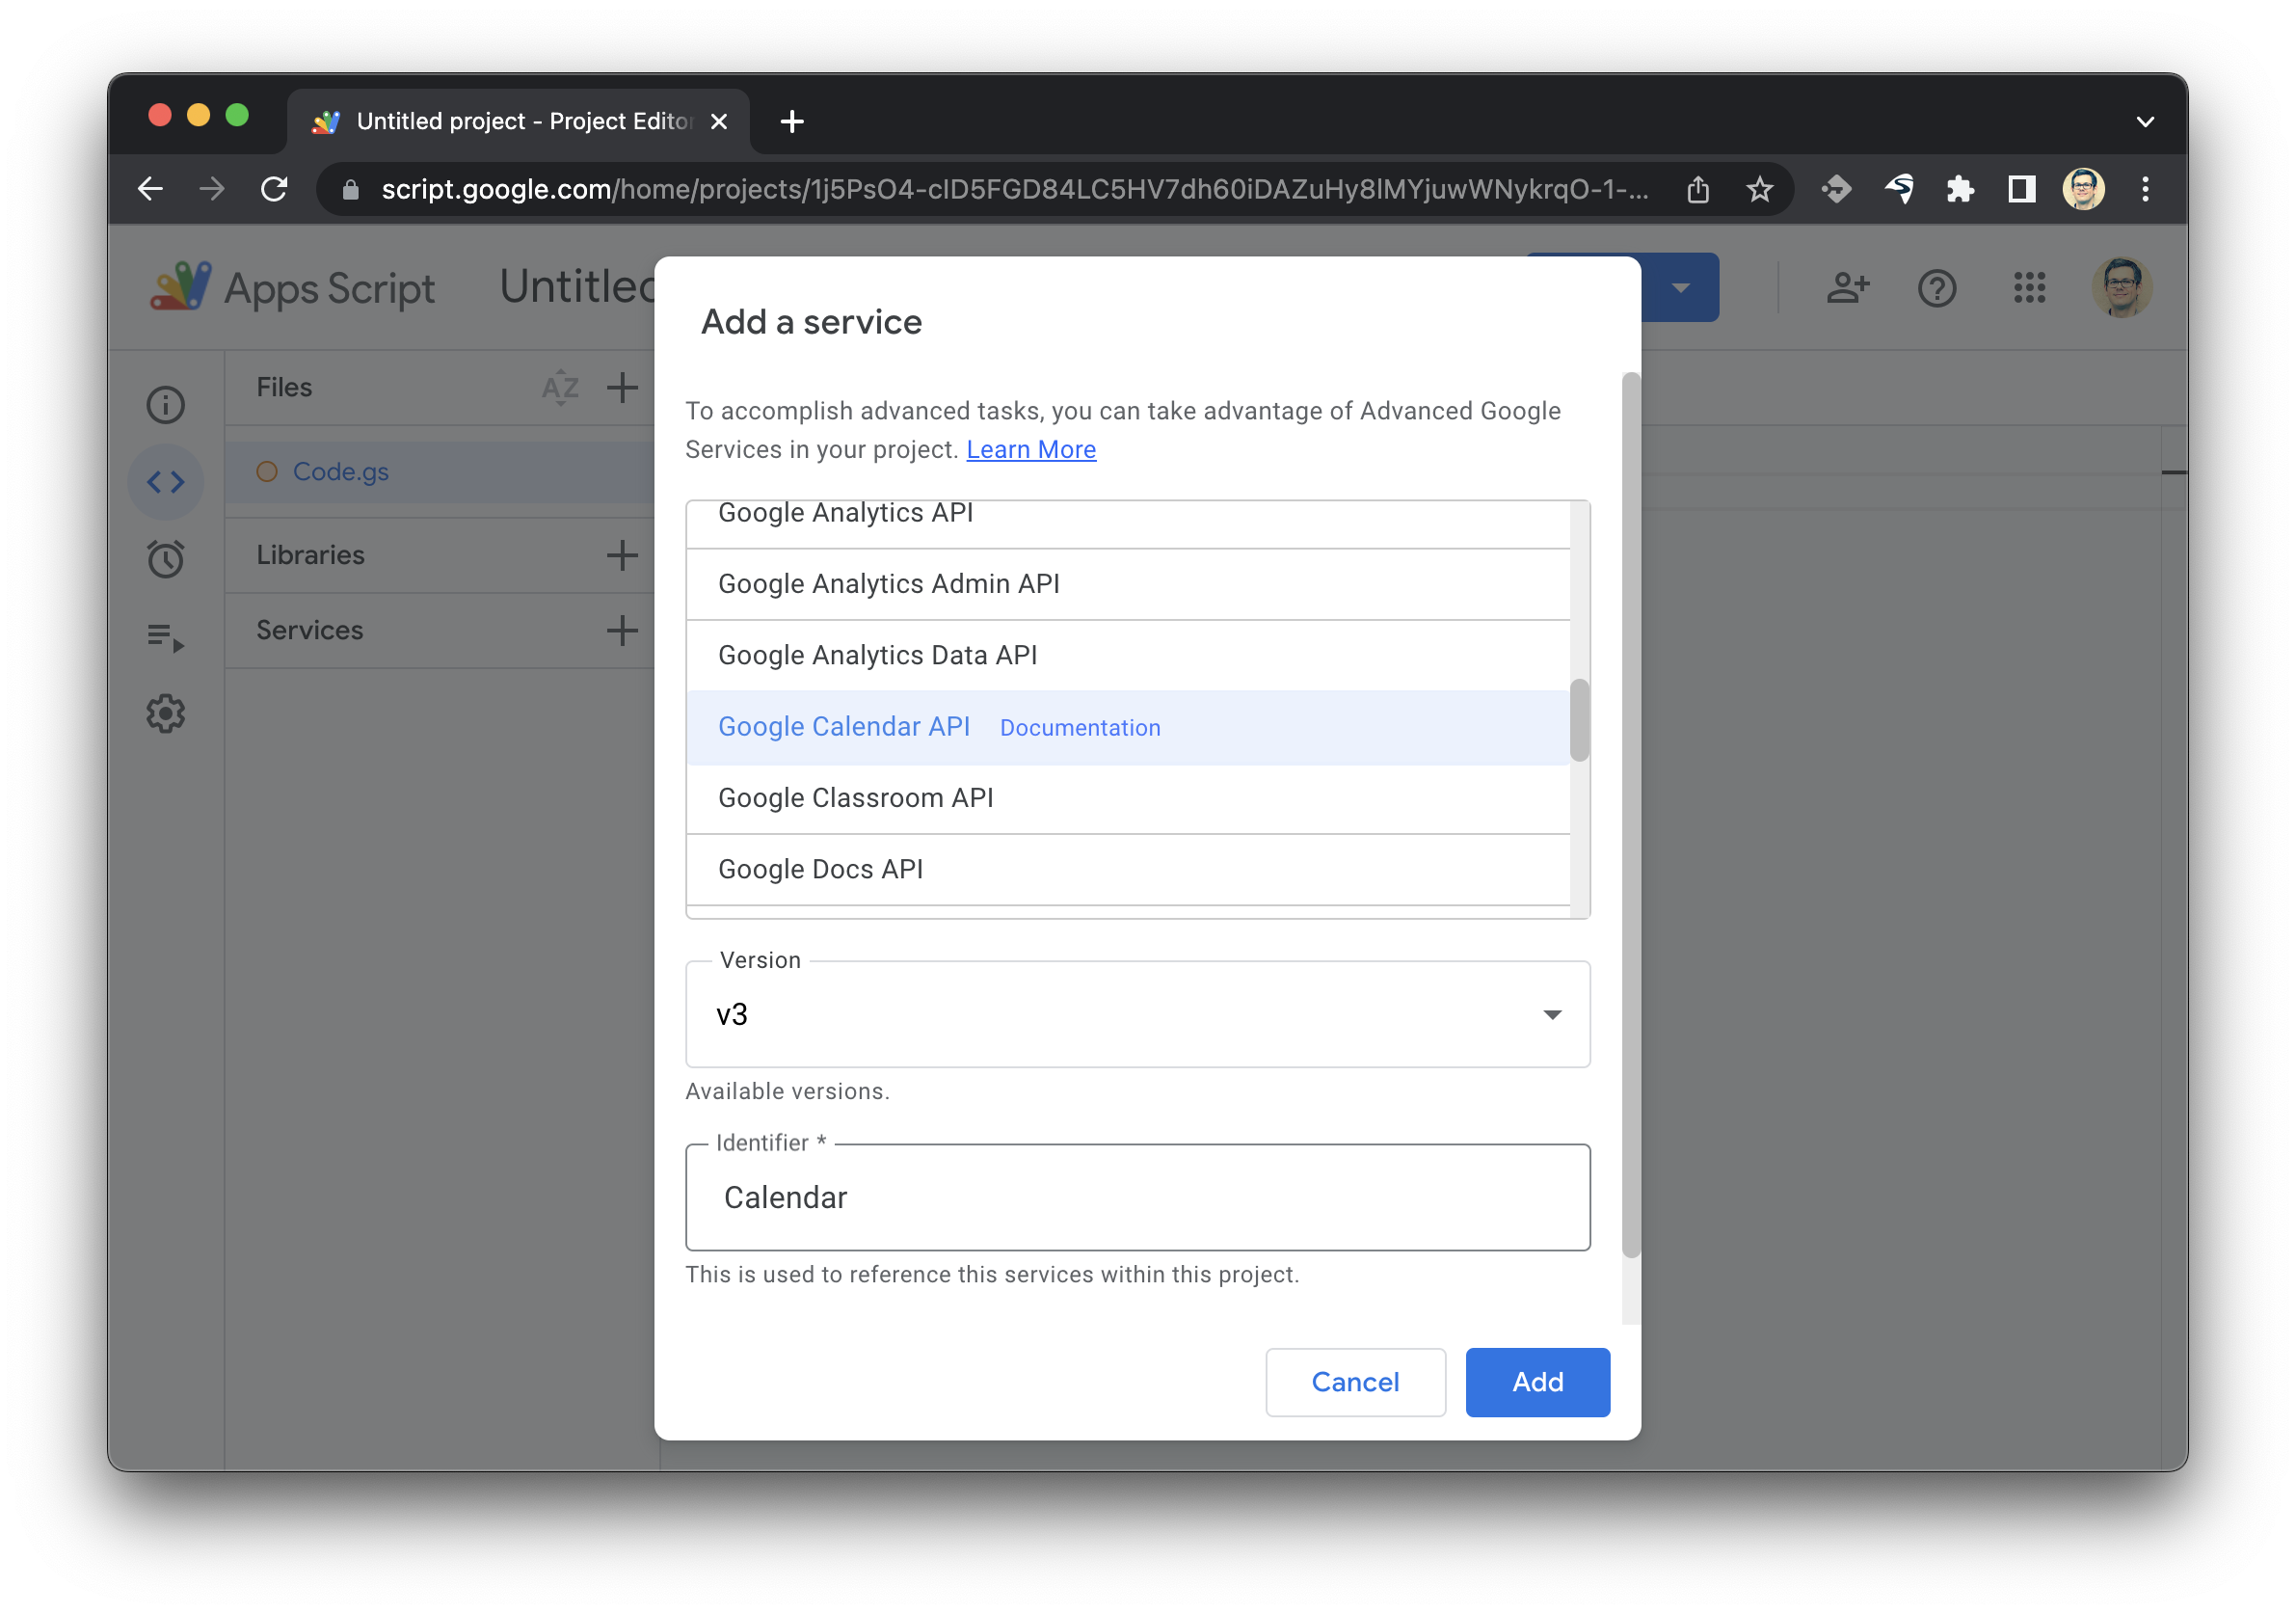 Untitled project - Project Editor
script.google.com/home/projects/1j5PsO4-cID5FGD84LC5HV7dh60iDAZuHy8lMYjuwWNykrqO-1-...
Apps Script
Untitled
Files
AZ
Code.gs
Libraries
Services
Add a service
To accomplish advanced tasks, you can take advantage of Advanced Google
Services in your project. Learn More
Google Analytics API
Google Analytics Admin API
Google Analytics Data API
Google Calendar API Documentation
Google Classroom API
Google Docs API
Version
v3
Available versions.
Identifier *
Calendar
This is used to reference this services within this project.
Cancel
Add